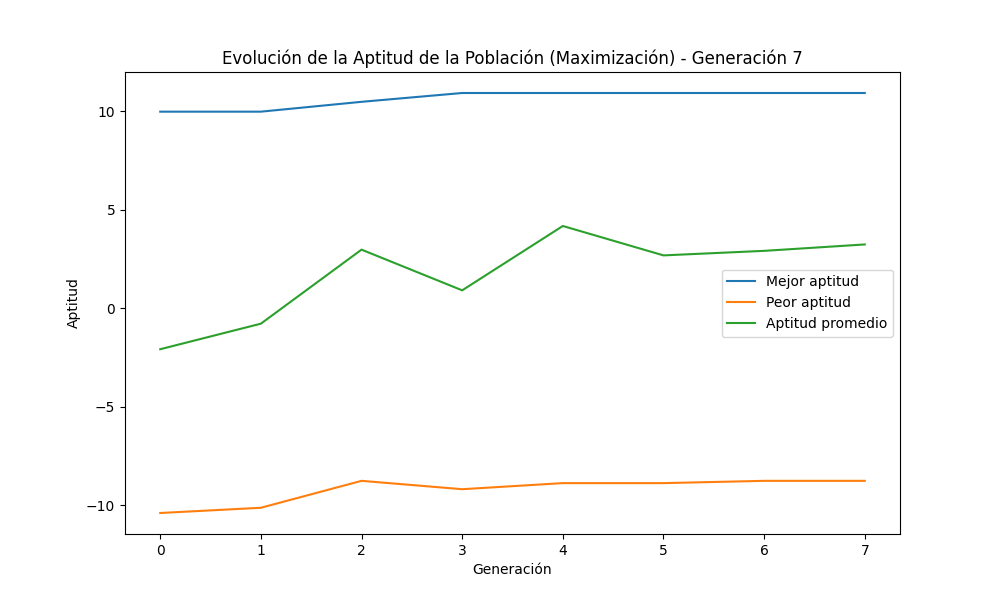 Evolución de la Aptitud de la Población (Maximización) - Generación 7
10
5
0
−5
−10
Aptitud
Mejor aptitud
Peor aptitud
Aptitud promedio
0 1 2 3 4 5 6 7
Generación